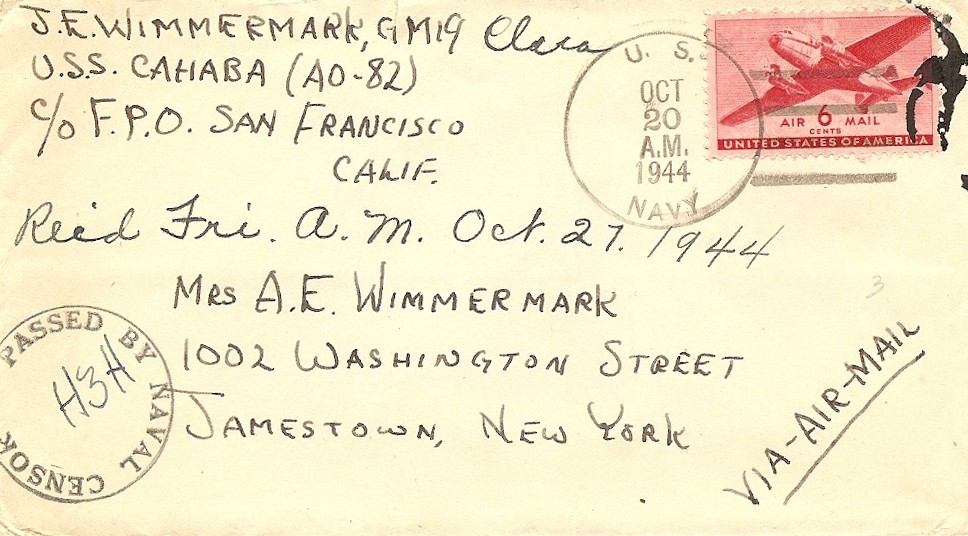 J.E. WIMMERMARK, GM19 Clara
U.S.S. CAHABA (AO-82)
C/O F.P.O. SAN FRANCISCO
CALIF.
U. S.
OCT
20
A.M.
1944
NAVY
AIR 6 MAIL
CENTS
UNITED STATES OF AMERICA
Rec'd Fri. A.M. Oct. 27. 1944
MRS A.E. WIMMERMARK
1002 WASHINGTON STREET
JAMESTOWN, NEW YORK
3
PASSED BY NAVAL CENSOR
H3H
VIA-AIR-MAIL